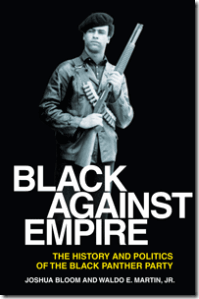 BLACK
AGAINST
EMPIRE
THE HISTORY AND POLITICS
OF THE BLACK PANTHER PARTY
JOSHUA BLOOM AND WALDO E. MARTIN, JR.